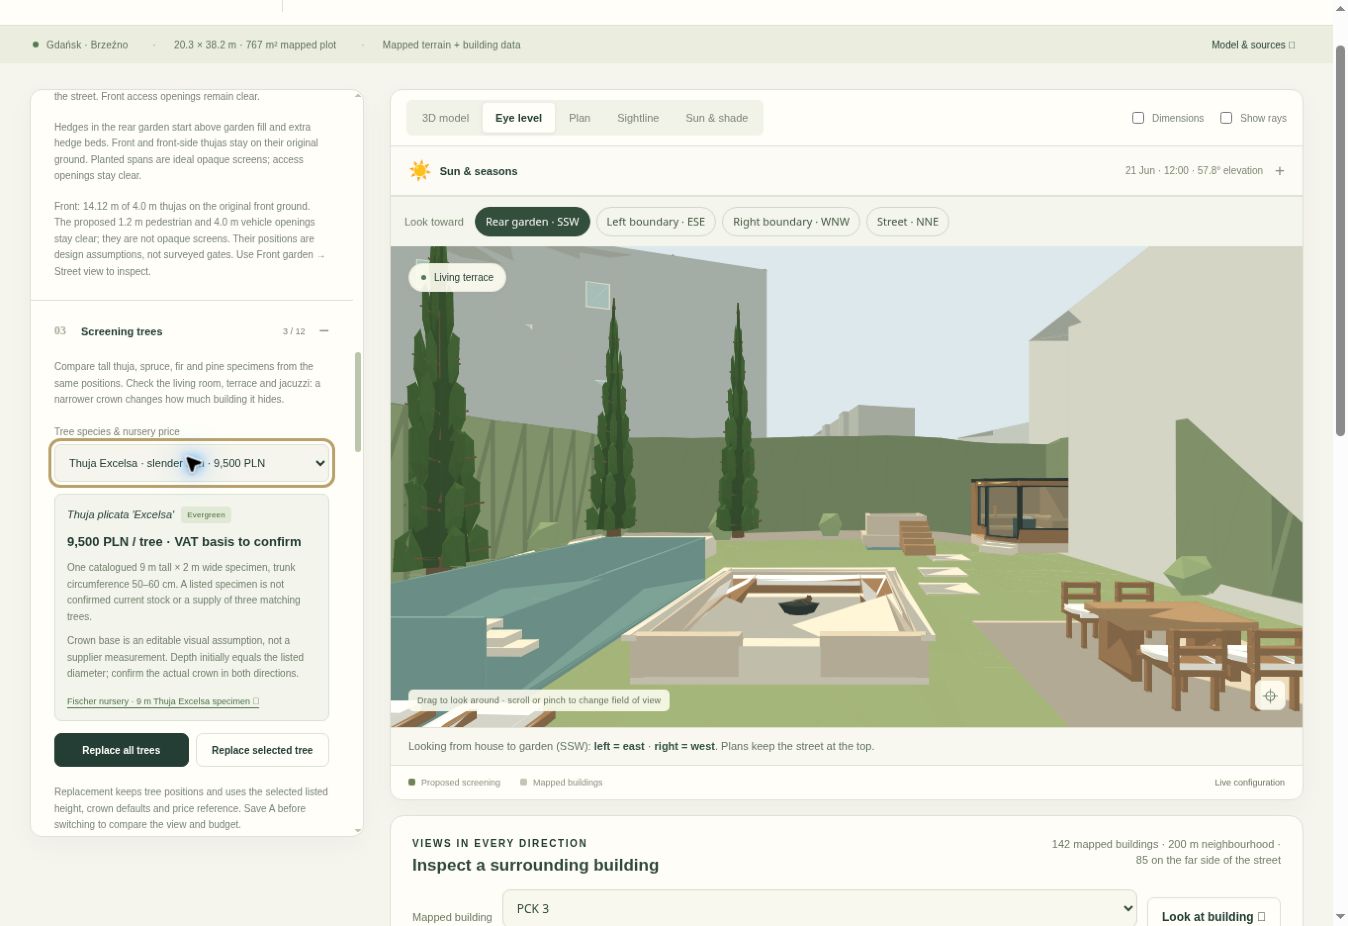 Gdańsk · Brzeźno · 20.3 × 38.2 m · 767 m² mapped plot · Mapped terrain + building data
Model & sources
the street. Front access openings remain clear.
Hedges in the rear garden start above garden fill and extra
hedge beds. Front and front-side thujas stay on their original
ground. Planted spans are ideal opaque screens; access
openings stay clear.
Front: 14.12 m of 4.0 m thujas on the original front ground.
The proposed 1.2 m pedestrian and 4.0 m vehicle openings
stay clear; they are not opaque screens. Their positions are
design assumptions, not surveyed gates. Use Front garden →
Street view to inspect.
03 Screening trees 3 / 12 −
Compare tall thuja, spruce, fir and pine specimens from the
same positions. Check the living room, terrace and jacuzzi: a
narrower crown changes how much building it hides.
Tree species & nursery price
Thuja Excelsa · slender · 9,500 PLN
Thuja plicata 'Excelsa' Evergreen
9,500 PLN / tree · VAT basis to confirm
One catalogued 9 m tall × 2 m wide specimen, trunk
circumference 50–60 cm. A listed specimen is not
confirmed current stock or a supply of three matching
trees.
Crown base is an editable visual assumption, not a
supplier measurement. Depth initially equals the listed
diameter; confirm the actual crown in both directions.
Fischer nursery · 9 m Thuja Excelsa specimen
Replace all trees Replace selected tree
Replacement keeps tree positions and uses the selected listed
height, crown defaults and price reference. Save A before
switching to compare the view and budget.
3D model Eye level Plan Sightline Sun & shade
Dimensions Show rays
Sun & seasons
21 Jun · 12:00 · 57.8° elevation +
Look toward Rear garden · SSW Left boundary · ESE Right boundary · WNW Street · NNE
Living terrace
Drag to look around · scroll or pinch to change field of view
Looking from house to garden (SSW): left = east · right = west. Plans keep the street at the top.
Proposed screening Mapped buildings
Live configuration
VIEWS IN EVERY DIRECTION
Inspect a surrounding building
142 mapped buildings · 200 m neighbourhood ·
85 on the far side of the street
Mapped building PCK 3 Look at building